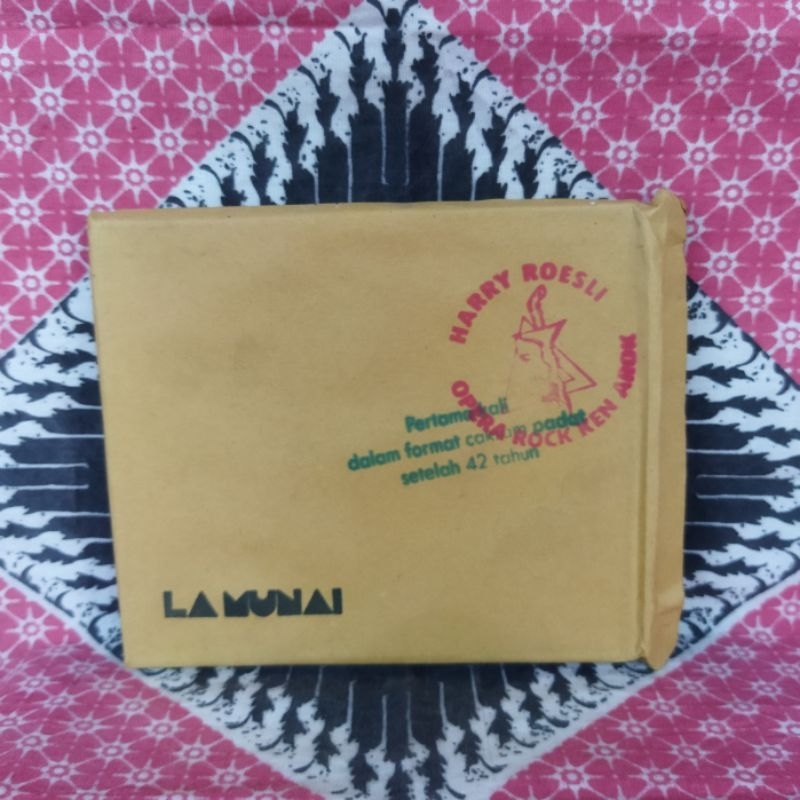 HARRY ROESLI
OPERA ROCK KEN AROK
Pertama kali
dalam format cakram padat
setelah 42 tahun
LA MUNAI